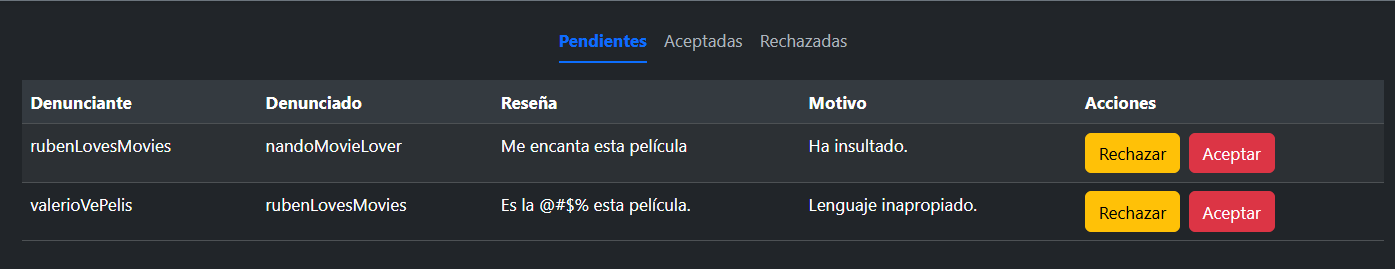 Pendientes Aceptadas Rechazadas
Denunciante Denunciado Reseña Motivo Acciones
rubenLovesMovies nandoMovieLover Me encanta esta película Ha insultado. Rechazar Aceptar
valerioVePelis rubenLovesMovies Es la @#$% esta película. Lenguaje inapropiado. Rechazar Aceptar